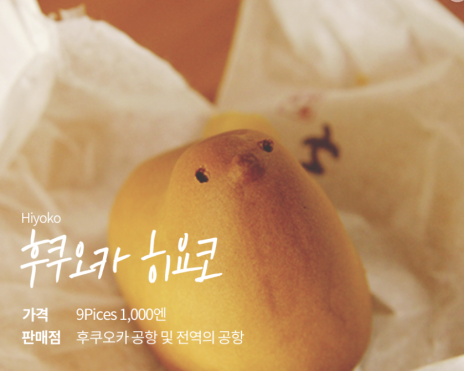 Hiyoko
후쿠오카 히요코
가격 9Pices 1,000엔
판매점 후쿠오카 공항 및 전역의 공항